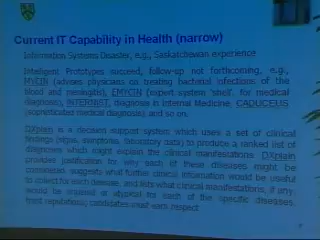 Current IT Capability in Health (narrow)
Information Systems Disaster, e.g., Saskatchewan experience
Inteligent Prototypes succeed, follow-up not forthcoming, e.g.,
MYCIN (advises physicians on treating bacterial infections of the
blood and meningitis), EMYCIN (expert system 'shell' for medical
diagnosis), INTERNIST, diagnosis in Internal Medicine, CADUCEUS
(sophisticated medical diagnosis), and so on.
DXplain is a decision support system which uses a set of clinical
findings (signs, symptoms, laboratory data) to produce a ranked list of
diagnoses which might explain the clinical manifestations. DXplain
provides justification for why each of these diseases might be
considered, suggests what further clinical information would be useful
to collect for each disease, and lists what clinical manifestations, if any,
would be unusual or atypical for each of the specific diseases